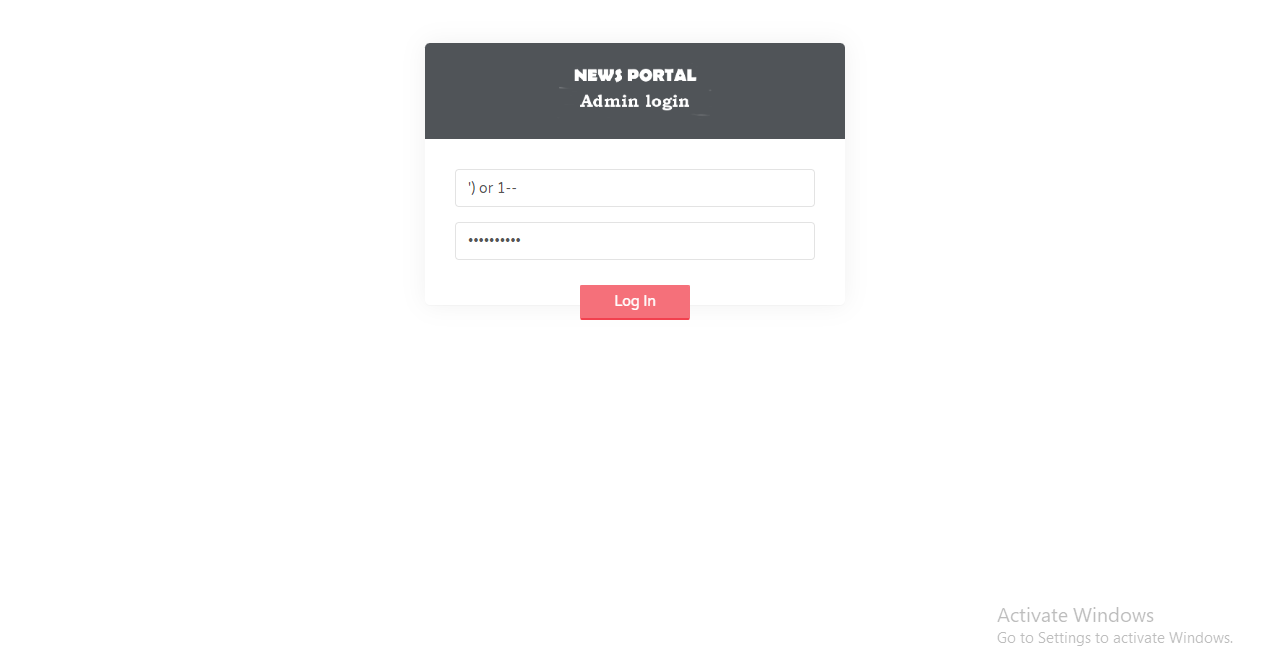 NEWS PORTAL
Admin login
') or 1--
••••••••••
Log In
Activate Windows
Go to Settings to activate Windows.